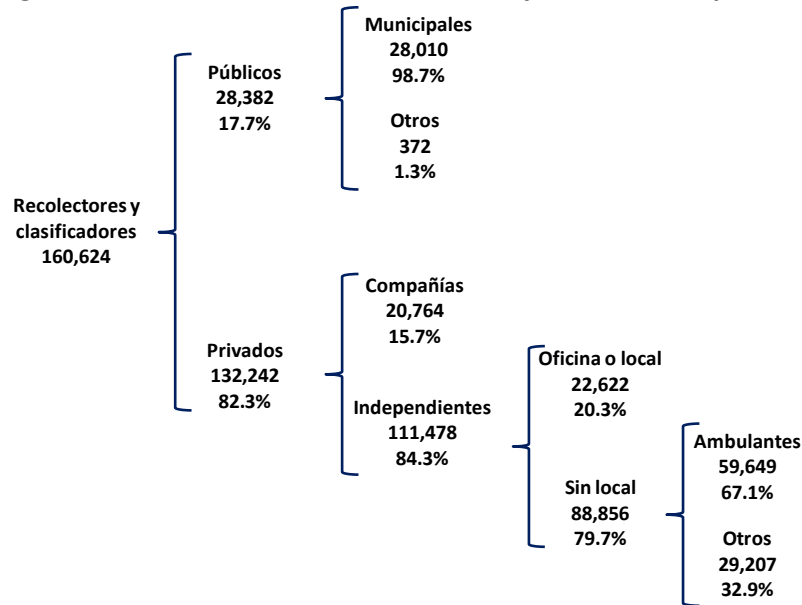 Recolectores y
clasificadores
160,624
Públicos
28,382
17.7%
Municipales
28,010
98.7%
Otros
372
1.3%
Privados
132,242
82.3%
Compañías
20,764
15.7%
Independientes
111,478
84.3%
Oficina o local
22,622
20.3%
Sin local
88,856
79.7%
Ambulantes
59,649
67.1%
Otros
29,207
32.9%